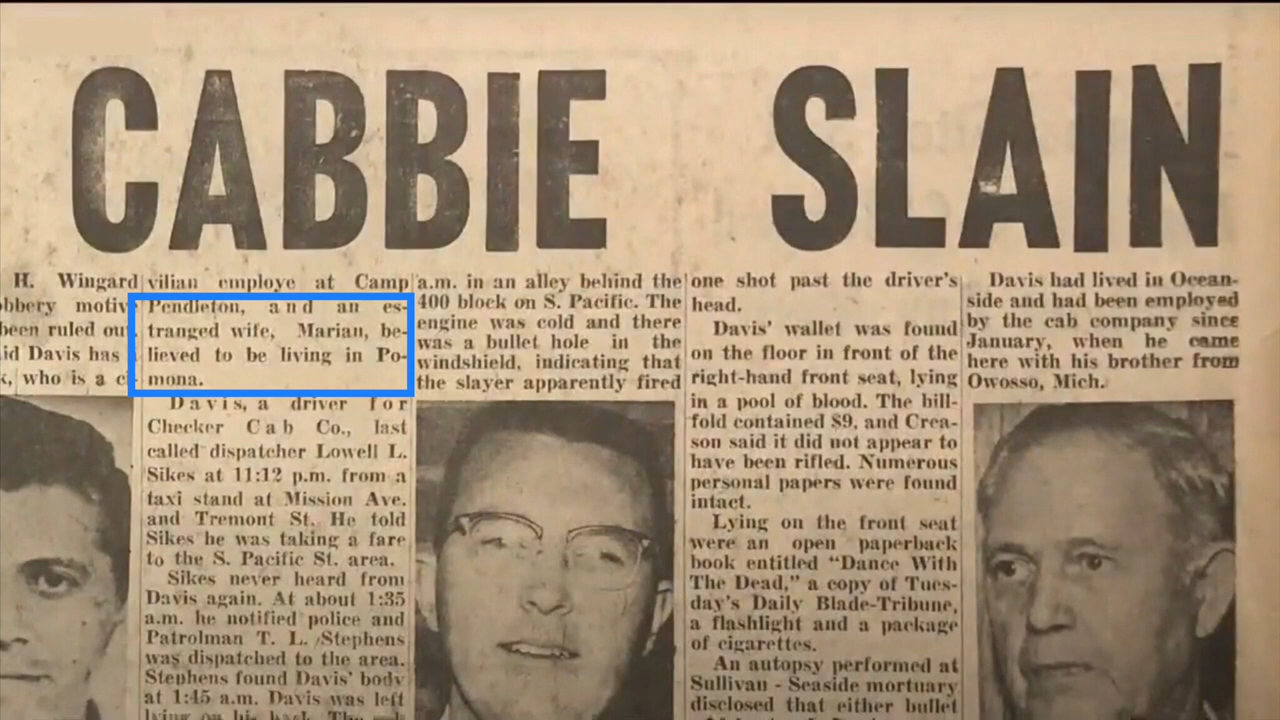 CABBIE SLAIN
H. Wingard
obbery motive
been ruled out
id Davis has
k, who is a ci-
vilian employe at Camp
Pendleton, and an es-
tranged wife, Marian, be-
lieved to be living in Po-
mona.
Davis, a driver for
Checker Cab Co., last
called dispatcher Lowell L.
Sikes at 11:12 p.m. from a
taxi stand at Mission Ave.
and Tremont St. He told
Sikes he was taking a fare
to the S. Pacific St. area.
Sikes never heard from
Davis again. At about 1:35
a.m. he notified police and
Patrolman T. L. Stephens
was dispatched to the area.
Stephens found Davis' body
at 1:45 a.m. Davis was left
lying on his back. The
a.m. in an alley behind the
400 block on S. Pacific. The
engine was cold and there
was a bullet hole in the
windshield, indicating that
the slayer apparently fired
one shot past the driver's
head.
Davis' wallet was found
on the floor in front of the
right-hand front seat, lying
in a pool of blood. The bill-
fold contained $9, and Crea-
son said it did not appear to
have been rifled. Numerous
personal papers were found
intact.
Lying on the front seat
were an open paperback
book entitled "Dance With
The Dead," a copy of Tues-
day's Daily Blade-Tribune,
a flashlight and a package
of cigarettes.
An autopsy performed at
Sullivan - Seaside mortuary
disclosed that either bullet
Davis had lived in Ocean-
side and had been employed
by the cab company since
January, when he came
here with his brother from
Owosso, Mich.